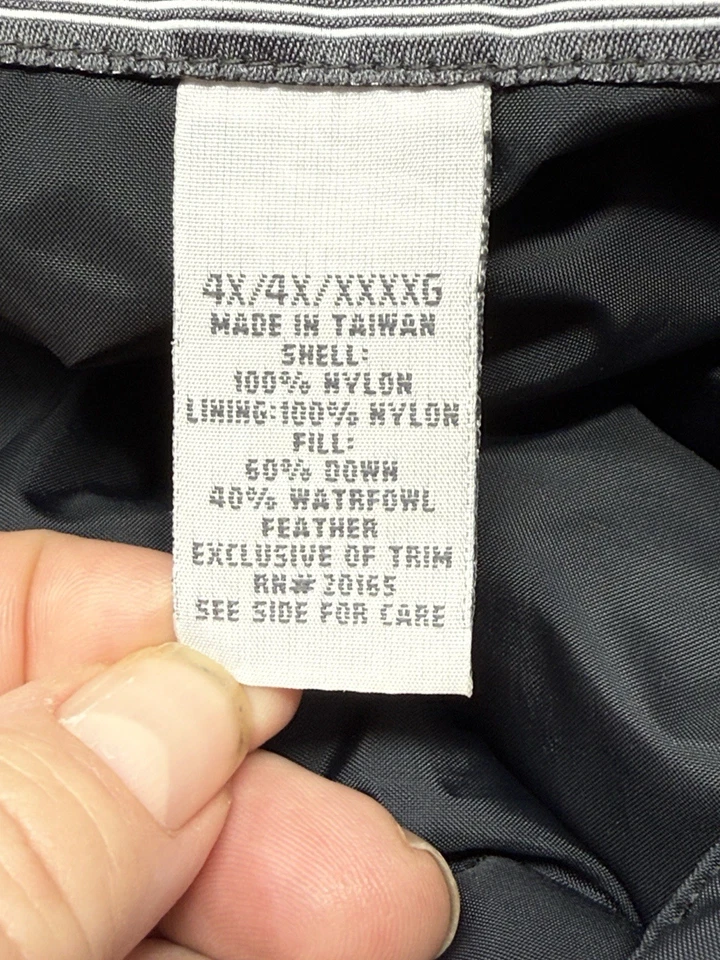 4X/4X/XXXXG
MADE IN TAIWAN
SHELL:
100% NYLON
LINING:100% NYLON
FILL:
60% DOWN
40% WATRFOWL
FEATHER
EXCLUSIVE OF TRIM
RN# 20165
SEE SIDE FOR CARE